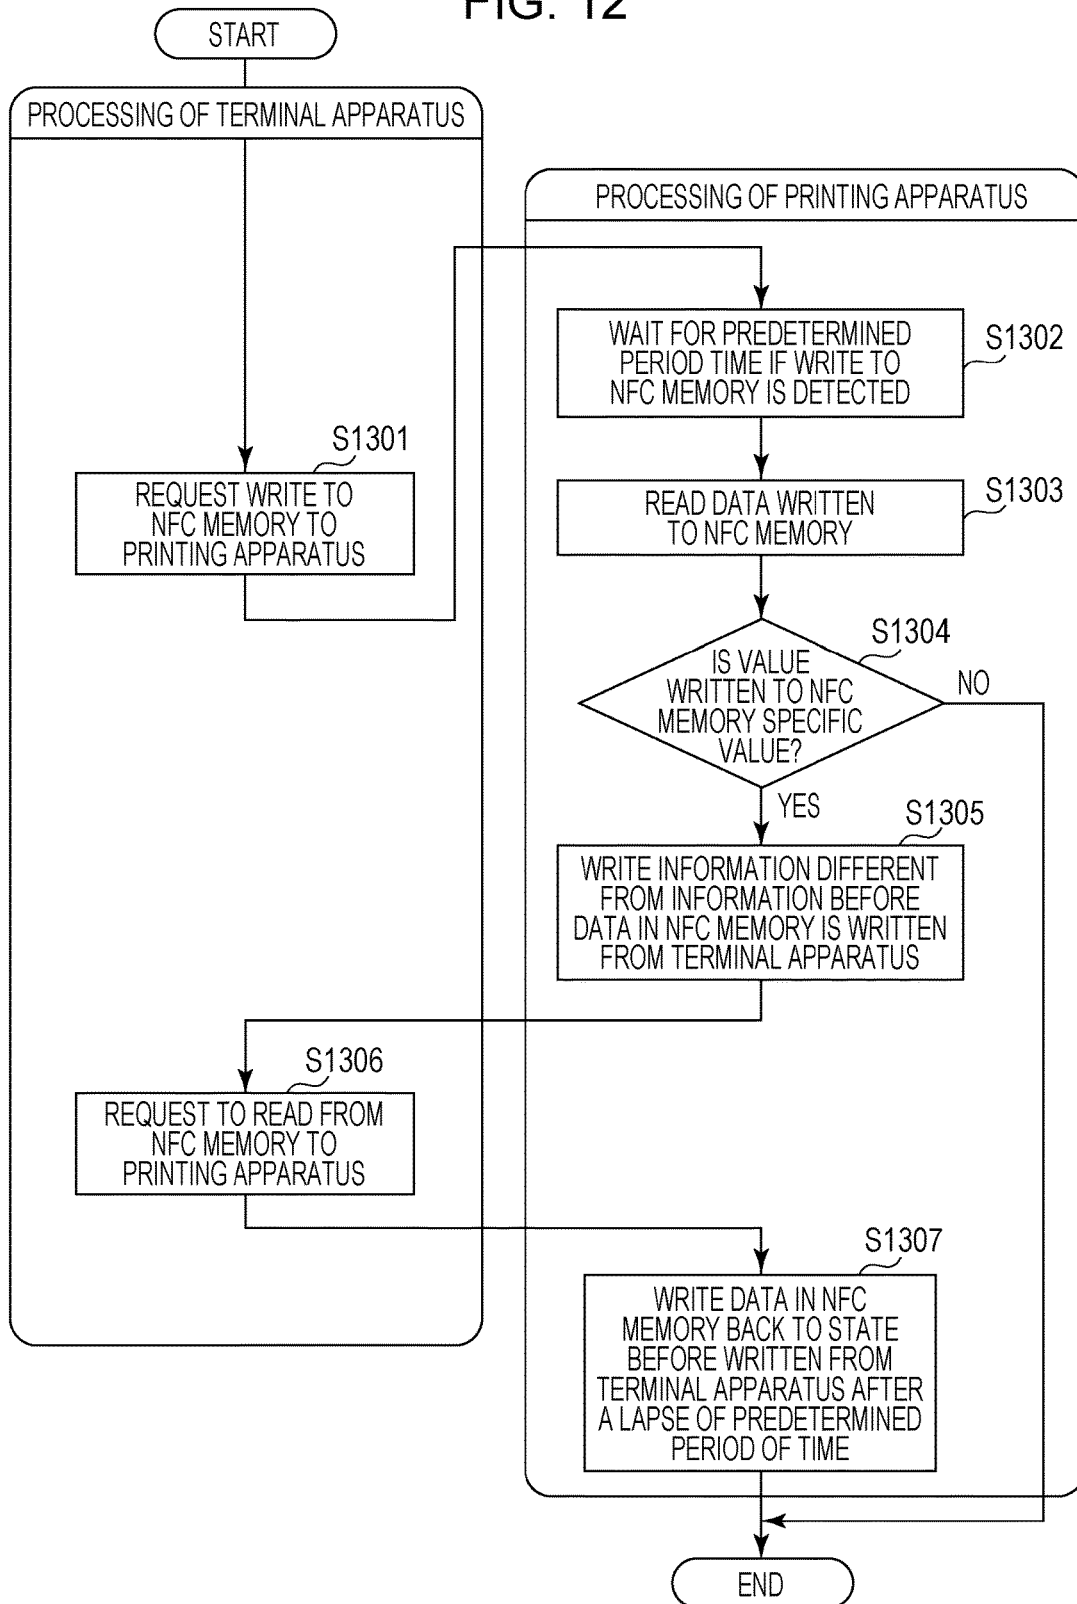 FIG. 12
START
PROCESSING OF TERMINAL APPARATUS
PROCESSING OF PRINTING APPARATUS
WAIT FOR PREDETERMINED
PERIOD TIME IF WRITE TO
NFC MEMORY IS DETECTED
S1302
S1301
REQUEST WRITE TO
NFC MEMORY TO
PRINTING APPARATUS
READ DATA WRITTEN
TO NFC MEMORY
S1303
S1304
IS VALUE
WRITTEN TO NFC
MEMORY SPECIFIC
VALUE?
NO
YES
S1305
WRITE INFORMATION DIFFERENT
FROM INFORMATION BEFORE
DATA IN NFC MEMORY IS WRITTEN
FROM TERMINAL APPARATUS
S1306
REQUEST TO READ FROM
NFC MEMORY TO
PRINTING APPARATUS
S1307
WRITE DATA IN NFC
MEMORY BACK TO STATE
BEFORE WRITTEN FROM
TERMINAL APPARATUS AFTER
A LAPSE OF PREDETERMINED
PERIOD OF TIME
END